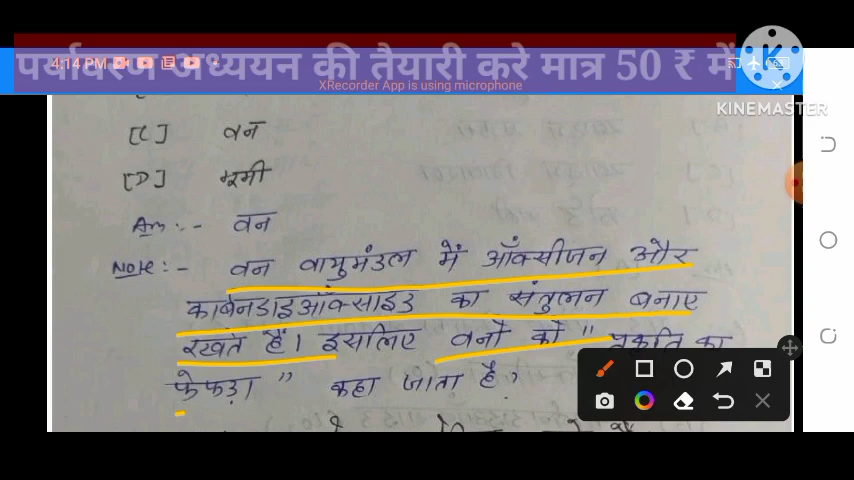 पर्यावरण अध्ययन की तैयारी करे मात्र 50 ₹ में
4:14 PM
XRecorder App is using microphone
KINEMASTER
[C] वन
[D] भूमी
Ans :- वन
Note :- वन वायुमंडल में ऑक्सीजन और
कार्बनडाइऑक्साइड का संतुलन बनाए
रखते हैं। इसलिए वनों को " प्रकृति का
फेफड़ा " कहा जाता है।